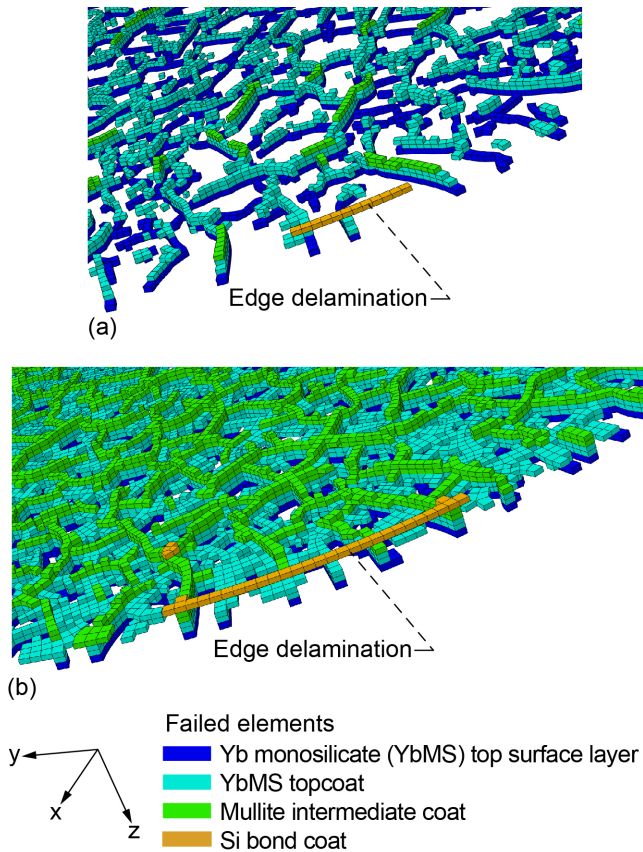 Edge delamination
(a)
Edge delamination
(b)
Failed elements
Yb monosilicate (YbMS) top surface layer
YbMS topcoat
Mullite intermediate coat
Si bond coat
y
x
z